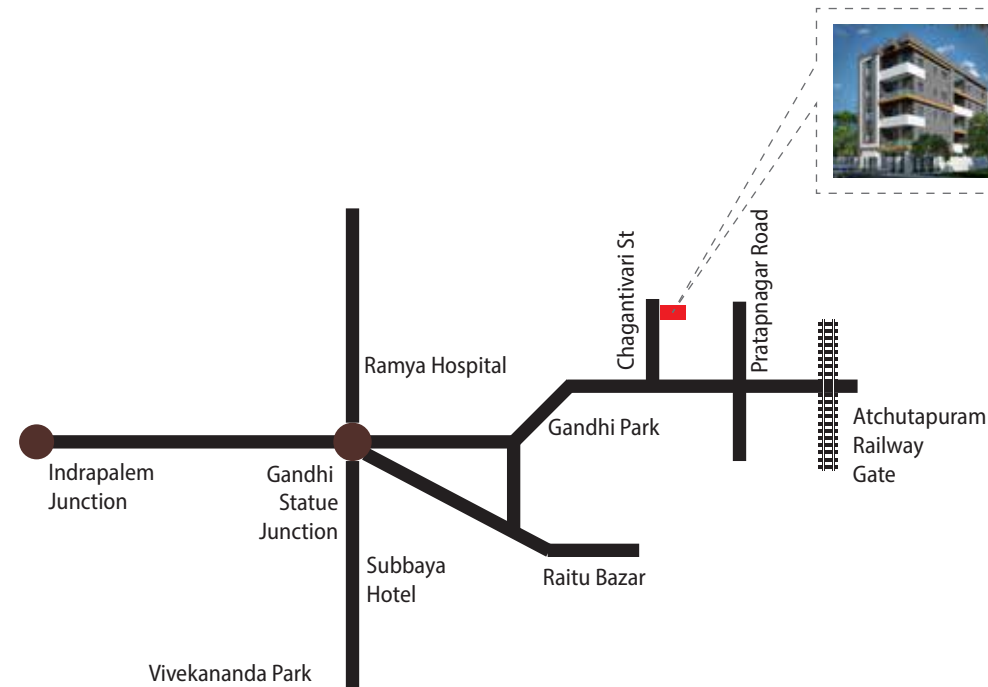 Chagantivari St
Pratapnagar Road
Ramya Hospital
Gandhi Park
Atchutapuram
Railway
Gate
Indrapalem
Junction
Gandhi
Statue
Junction
Subbaya
Hotel
Raitu Bazar
Vivekananda Park